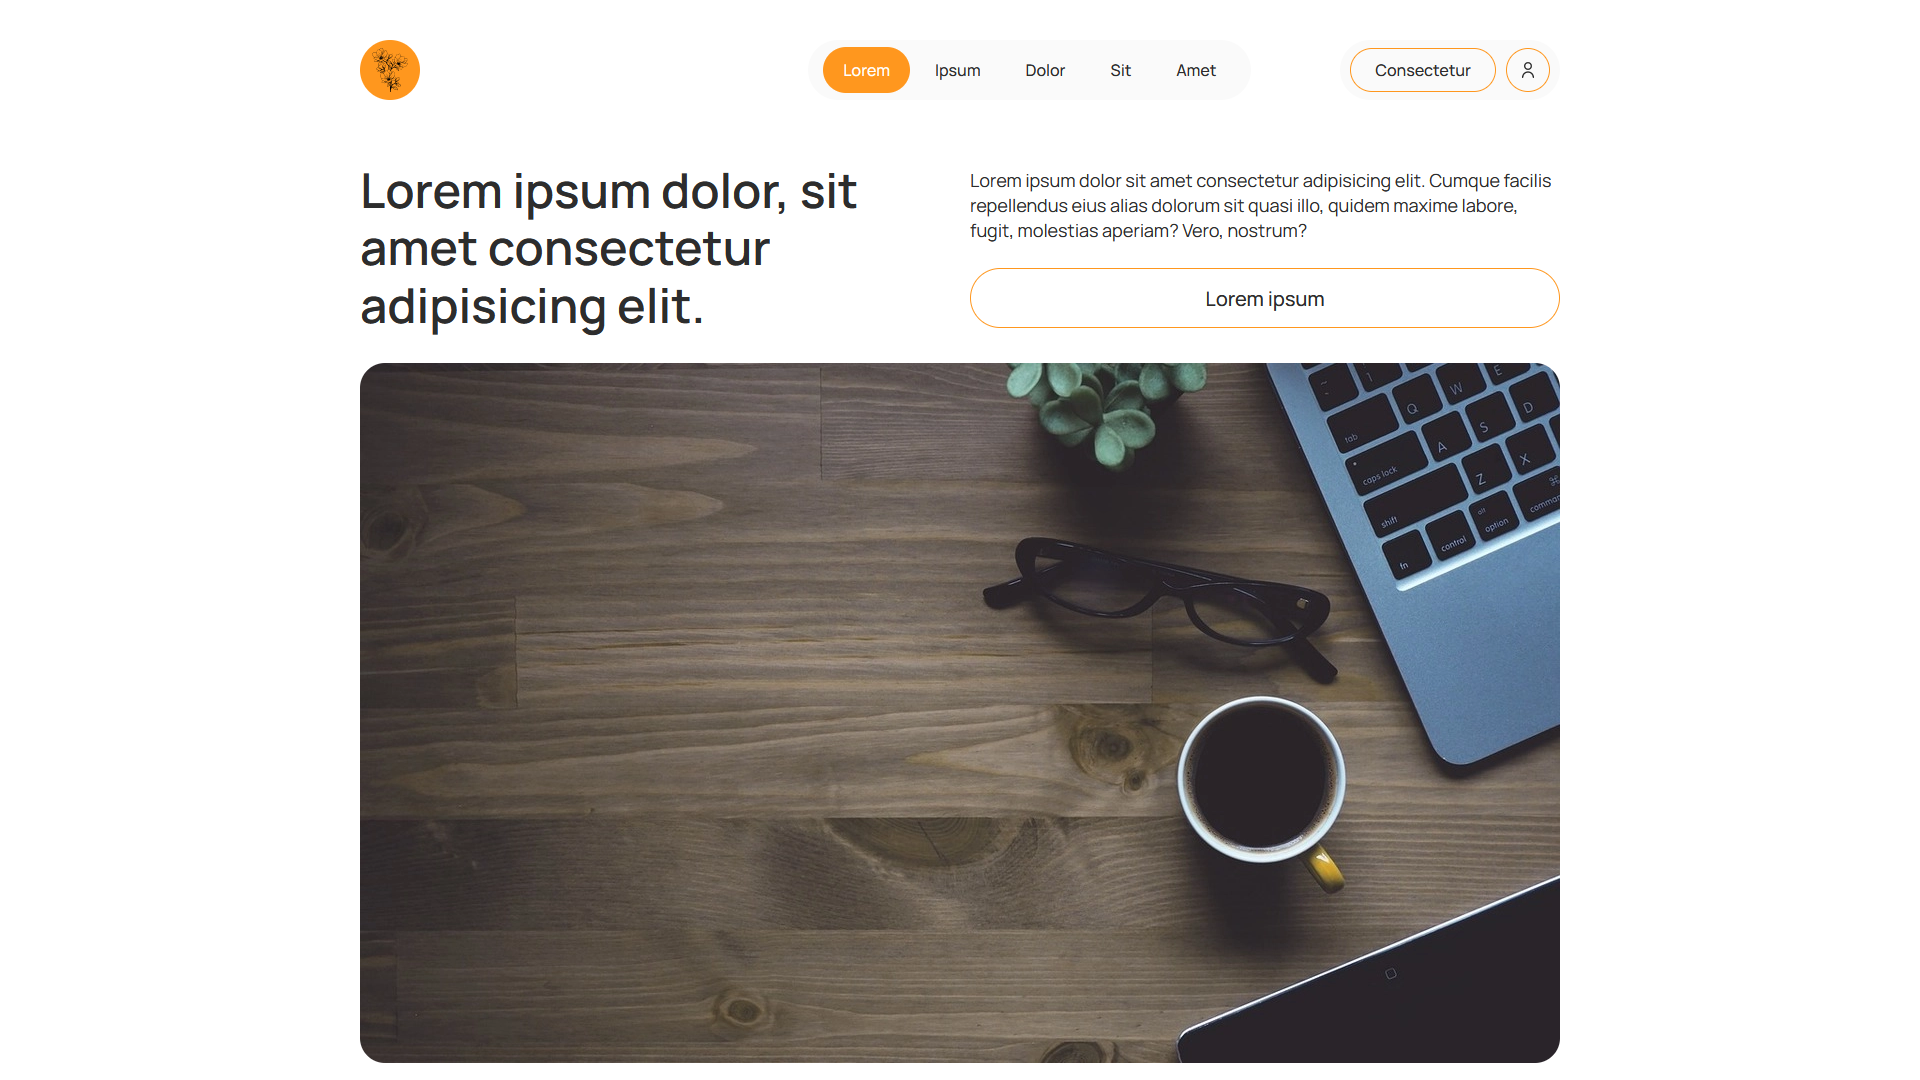 Lorem Ipsum Dolor Sit Amet Consectetur
Lorem ipsum dolor, sit
amet consectetur
adipisicing elit.
Lorem ipsum dolor sit amet consectetur adipisicing elit. Cumque facilis
repellendus eius alias dolorum sit quasi illo, quidem maxime labore,
fugit, molestias aperiam? Vero, nostrum?
Lorem ipsum
Q W E
tab
A S D
caps lock
Z X
shift
fn control alt option